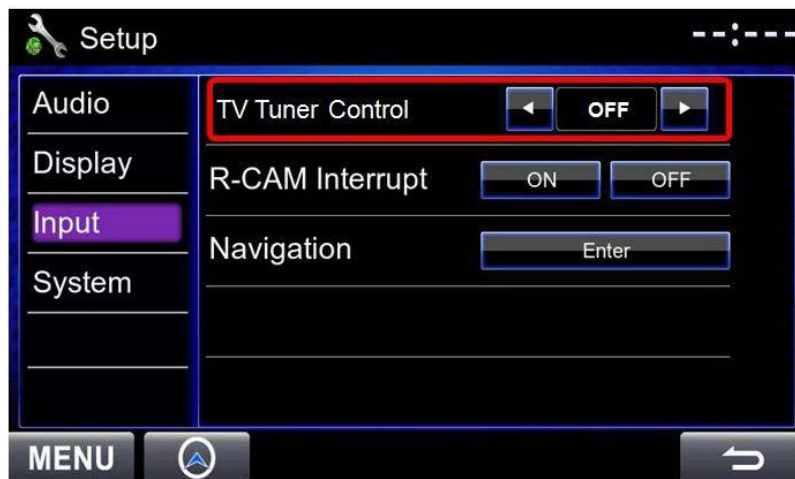 Setup
--:---
Audio
Display
Input
System
TV Tuner Control OFF
R-CAM Interrupt ON OFF
Navigation Enter
MENU